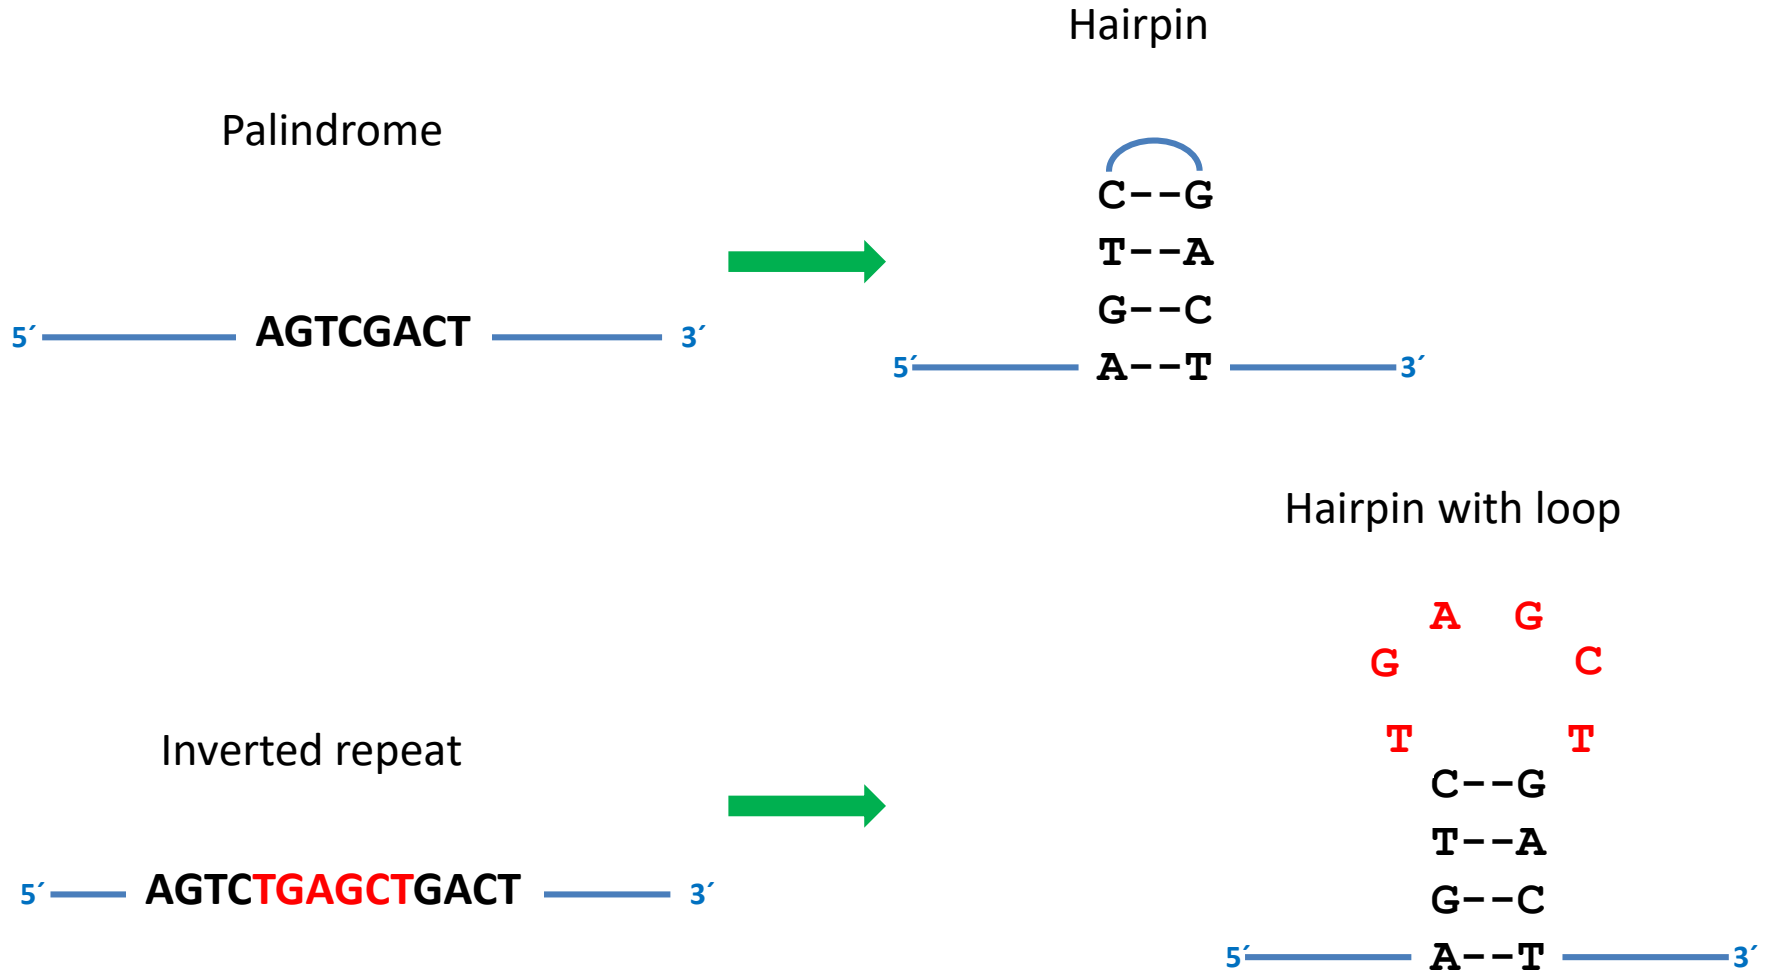 Hairpin
Palindrome
C--G
T--A
G--C
5´ AGTCGACT 3´
5´ A--T 3´
Hairpin with loop
A G
G C
T T
Inverted repeat
C--G
T--A
5´ AGTCTGAGCTGACT 3´
G--C
5´ A--T 3´